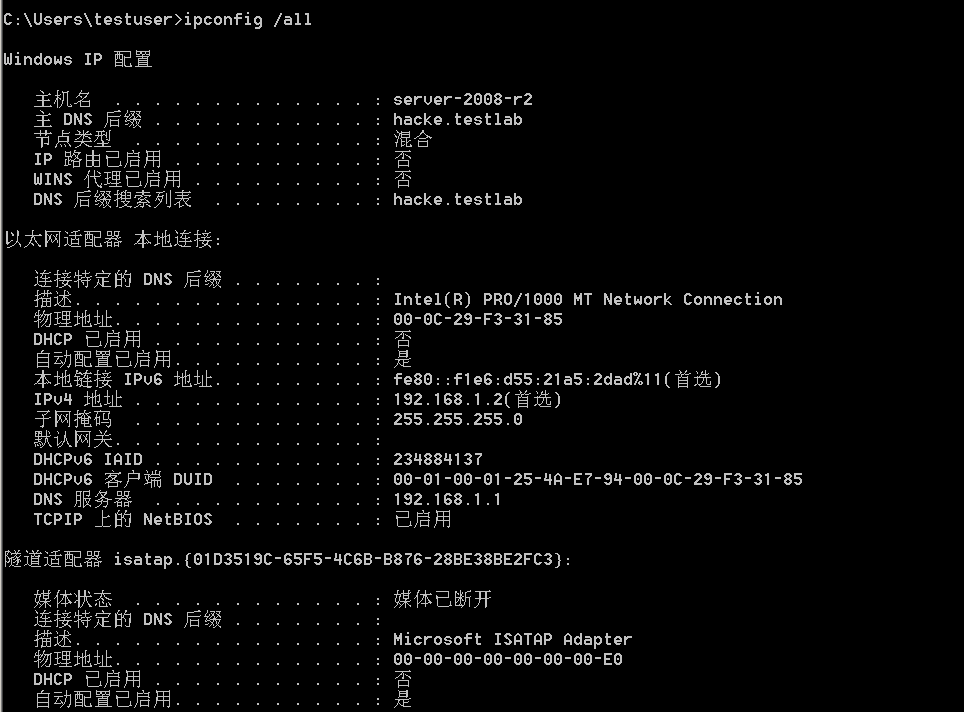 C:\Users\testuser>ipconfig /all
Windows IP 配置
主机名 . . . . . . . . . . . . . : server-2008-r2
主 DNS 后缀 . . . . . . . . . . . : hacke.testlab
节点类型 . . . . . . . . . . . . : 混合
IP 路由已启用 . . . . . . . . . . : 否
WINS 代理已启用 . . . . . . . . . : 否
DNS 后缀搜索列表 . . . . . . . . : hacke.testlab
以太网适配器 本地连接:
连接特定的 DNS 后缀 . . . . . . . :
描述. . . . . . . . . . . . . . . : Intel(R) PRO/1000 MT Network Connection
物理地址. . . . . . . . . . . . . : 00-0C-29-F3-31-85
DHCP 已启用 . . . . . . . . . . . : 否
自动配置已启用. . . . . . . . . . : 是
本地链接 IPv6 地址. . . . . . . . : fe80::f1e6:d55:21a5:2dad%11(首选)
IPv4 地址 . . . . . . . . . . . . : 192.168.1.2(首选)
子网掩码 . . . . . . . . . . . . : 255.255.255.0
默认网关. . . . . . . . . . . . . :
DHCPv6 IAID . . . . . . . . . . . : 234884137
DHCPv6 客户端 DUID . . . . . . . : 00-01-00-01-25-4A-E7-94-00-0C-29-F3-31-85
DNS 服务器 . . . . . . . . . . . : 192.168.1.1
TCPIP 上的 NetBIOS . . . . . . . : 已启用
隧道适配器 isatap.{01D3519C-65F5-4C6B-B876-28BE38BE2FC3}:
媒体状态 . . . . . . . . . . . . : 媒体已断开
连接特定的 DNS 后缀 . . . . . . . :
描述. . . . . . . . . . . . . . . : Microsoft ISATAP Adapter
物理地址. . . . . . . . . . . . . : 00-00-00-00-00-00-00-E0
DHCP 已启用 . . . . . . . . . . . : 否
自动配置已启用. . . . . . . . . . : 是